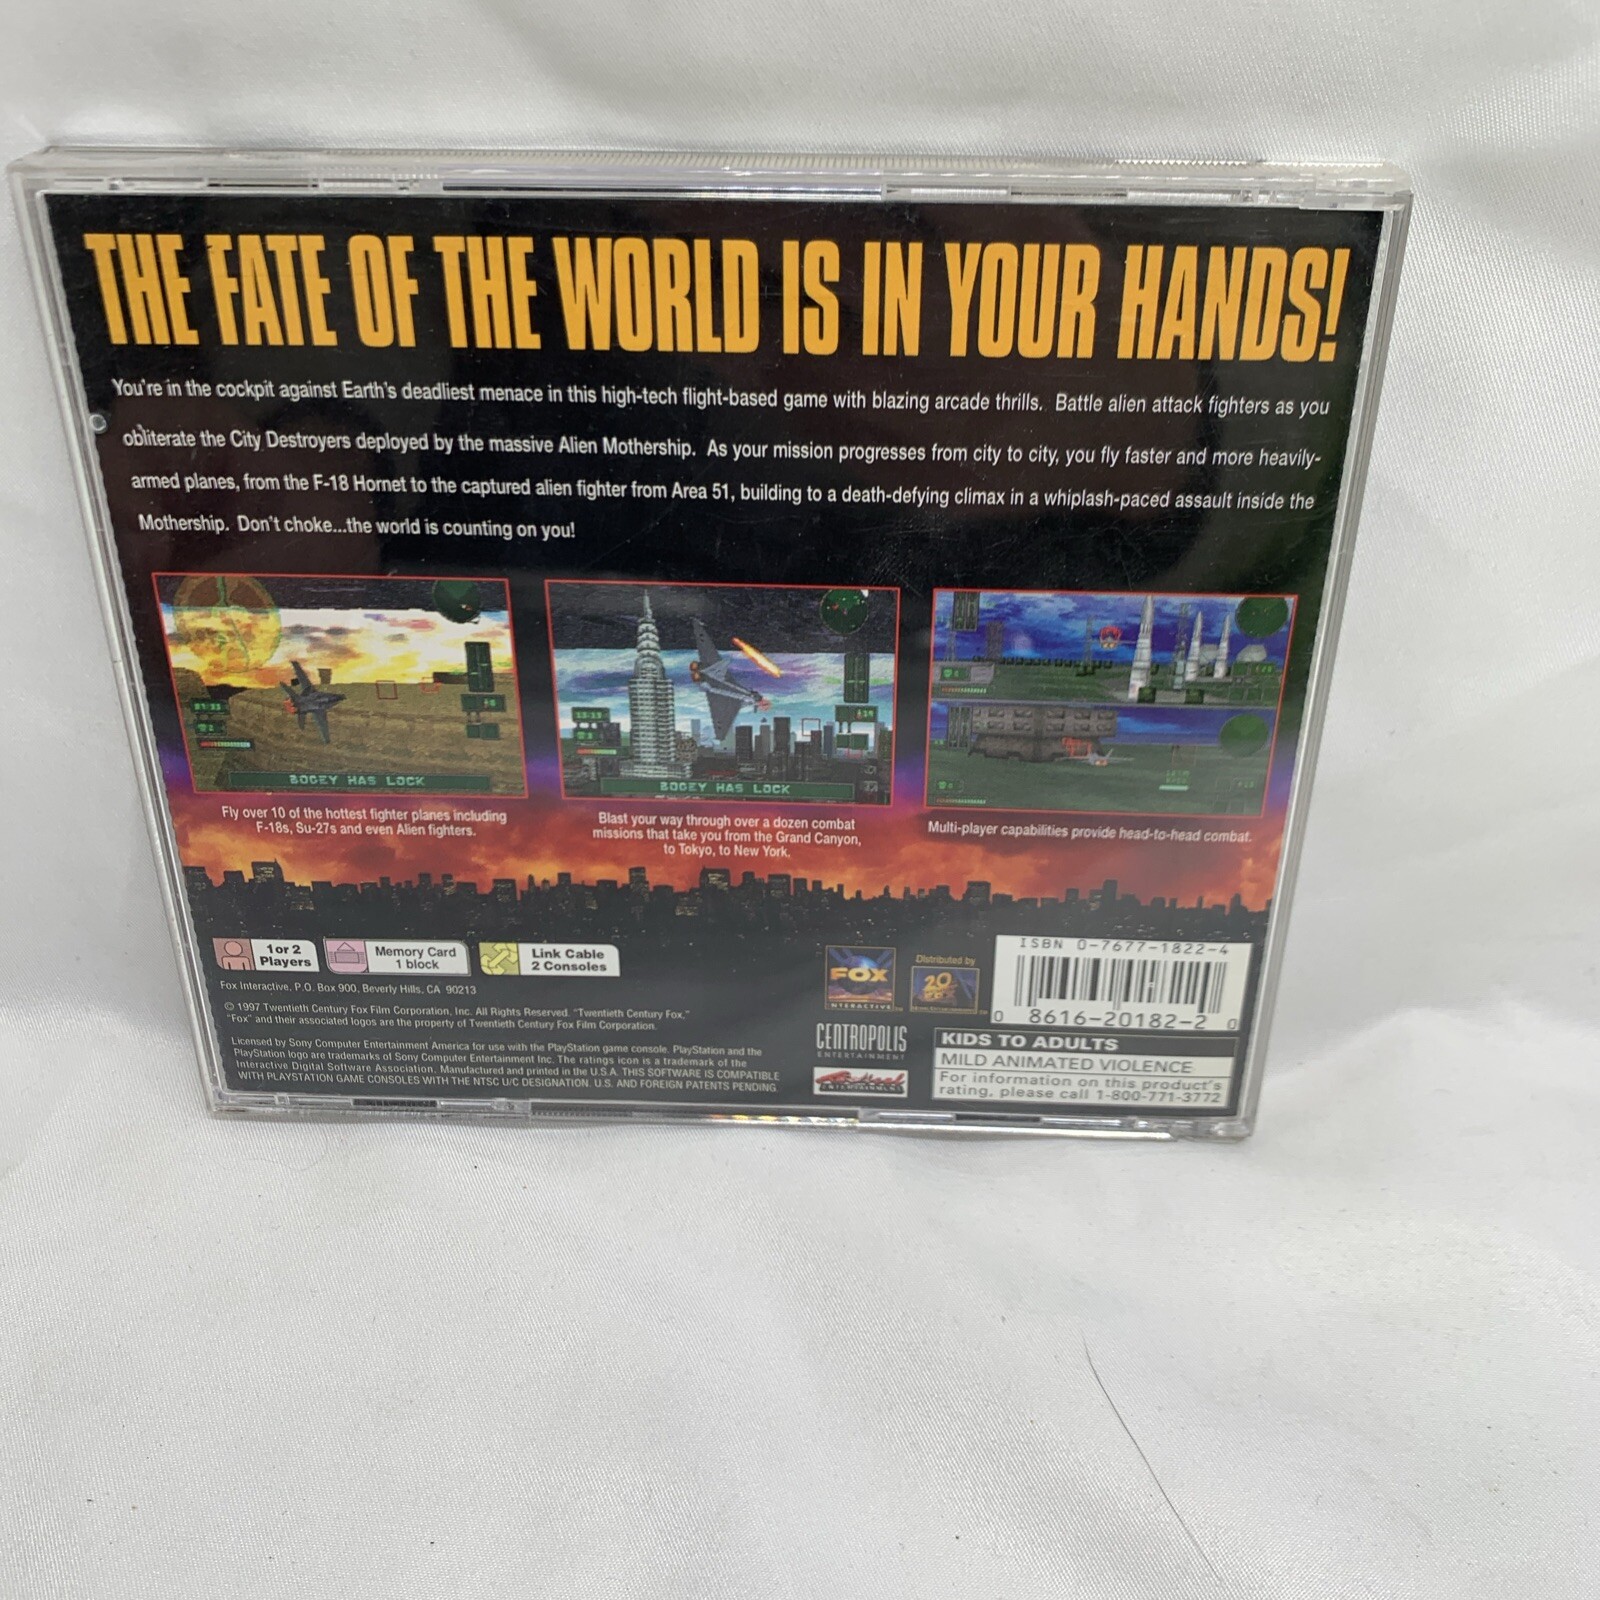 THE FATE OF THE WORLD IS IN YOUR HANDS!
You're in the cockpit against Earth's deadliest menace in this high-tech flight-based game with blazing arcade thrills. Battle alien attack fighters as you
obliterate the City Destroyers deployed by the massive Alien Mothership. As your mission progresses from city to city, you fly faster and more heavily-
armed planes, from the F-18 Hornet to the captured alien fighter from Area 51, building to a death-defying climax in a whiplash-paced assault inside the
Mothership. Don't choke...the world is counting on you!
BOGEY HAS LOCK
BOGEY HAS LOCK
Fly over 10 of the hottest fighter planes including
F-18s, Su-27s and even Alien fighters.
Blast your way through over a dozen combat
missions that take you from the Grand Canyon,
to Tokyo, to New York.
Multi-player capabilities provide head-to-head combat.
1 or 2
Players
Memory Card
1 block
Link Cable
2 Consoles
Fox Interactive, P.O. Box 900, Beverly Hills, CA 90213
© 1997 Twentieth Century Fox Film Corporation, Inc. All Rights Reserved. "Twentieth Century Fox,"
"Fox" and their associated logos are the property of Twentieth Century Fox Film Corporation.
Licensed by Sony Computer Entertainment America for use with the PlayStation game console. PlayStation and the
PlayStation logo are trademarks of Sony Computer Entertainment Inc. The ratings icon is a trademark of the
Interactive Digital Software Association. Manufactured and printed in the U.S.A. THIS SOFTWARE IS COMPATIBLE
WITH PLAYSTATION GAME CONSOLES WITH THE NTSC U/C DESIGNATION. U.S. AND FOREIGN PATENTS PENDING.
FOX
INTERACTIVE
Distributed by
20
CENTROPOLIS
ENTERTAINMENT
ISBN 0-7677-1822-4
0 8616-20182-2 0
KIDS TO ADULTS
MILD ANIMATED VIOLENCE
For information on this product's
rating, please call 1-800-771-3772